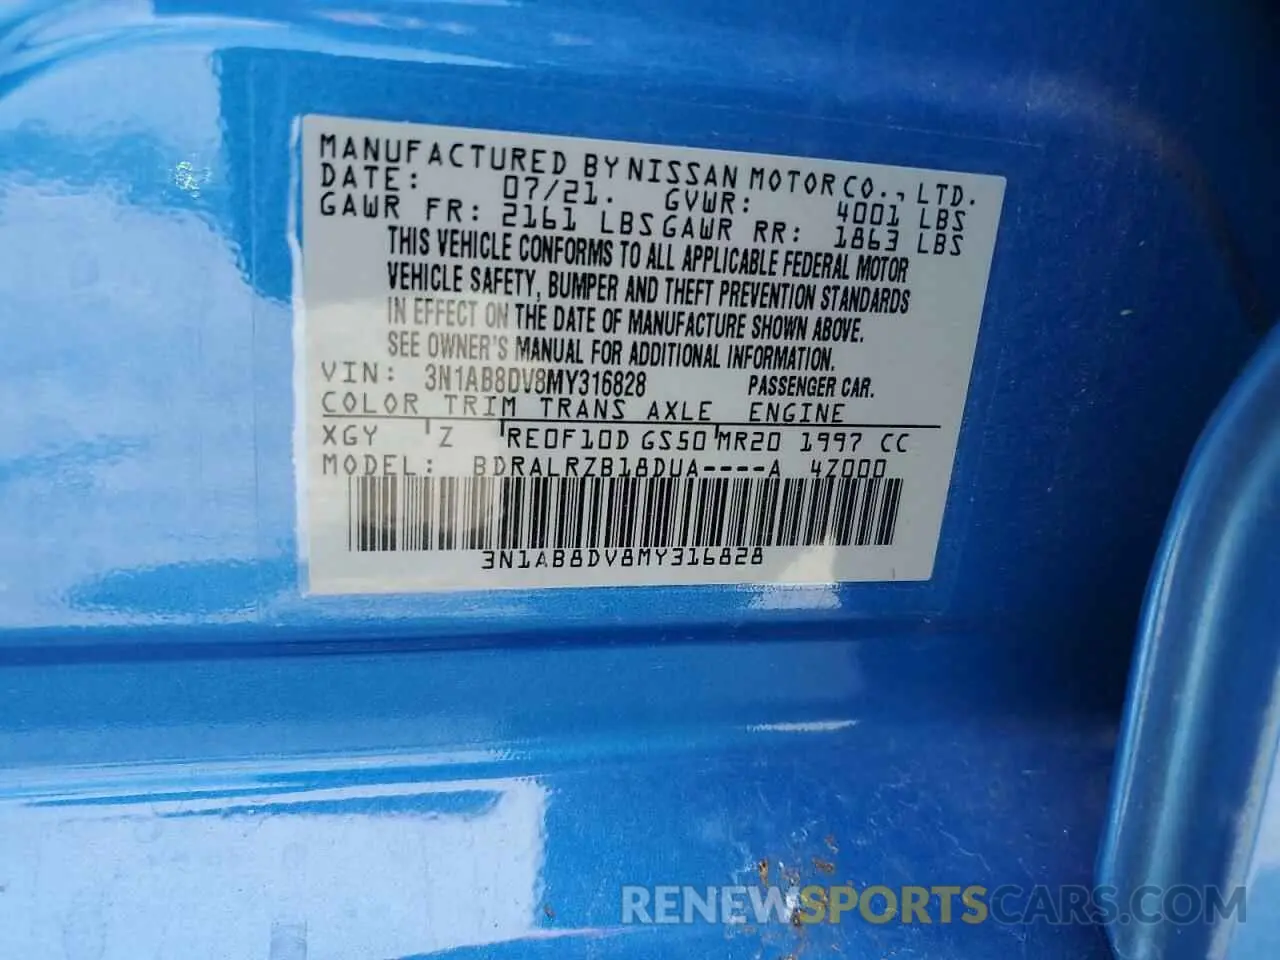 MANUFACTURED BY NISSAN MOTOR CO., LTD.
DATE: 07/21. GVWR: 4001 LBS
GAWR FR: 2161 LBS GAWR RR: 1863 LBS
THIS VEHICLE CONFORMS TO ALL APPLICABLE FEDERAL MOTOR
VEHICLE SAFETY, BUMPER AND THEFT PREVENTION STANDARDS
IN EFFECT ON THE DATE OF MANUFACTURE SHOWN ABOVE.
SEE OWNER'S MANUAL FOR ADDITIONAL INFORMATION.
VIN: 3N1AB8DV8MY316828 PASSENGER CAR.
COLOR TRIM TRANS AXLE ENGINE
XGY Z RE0F10D GS50 MR20 1997 CC
MODEL: BDRALRZB18DUA----A 4Z000
3N1AB8DV8MY316828
RENEWSPORTSCARS.COM